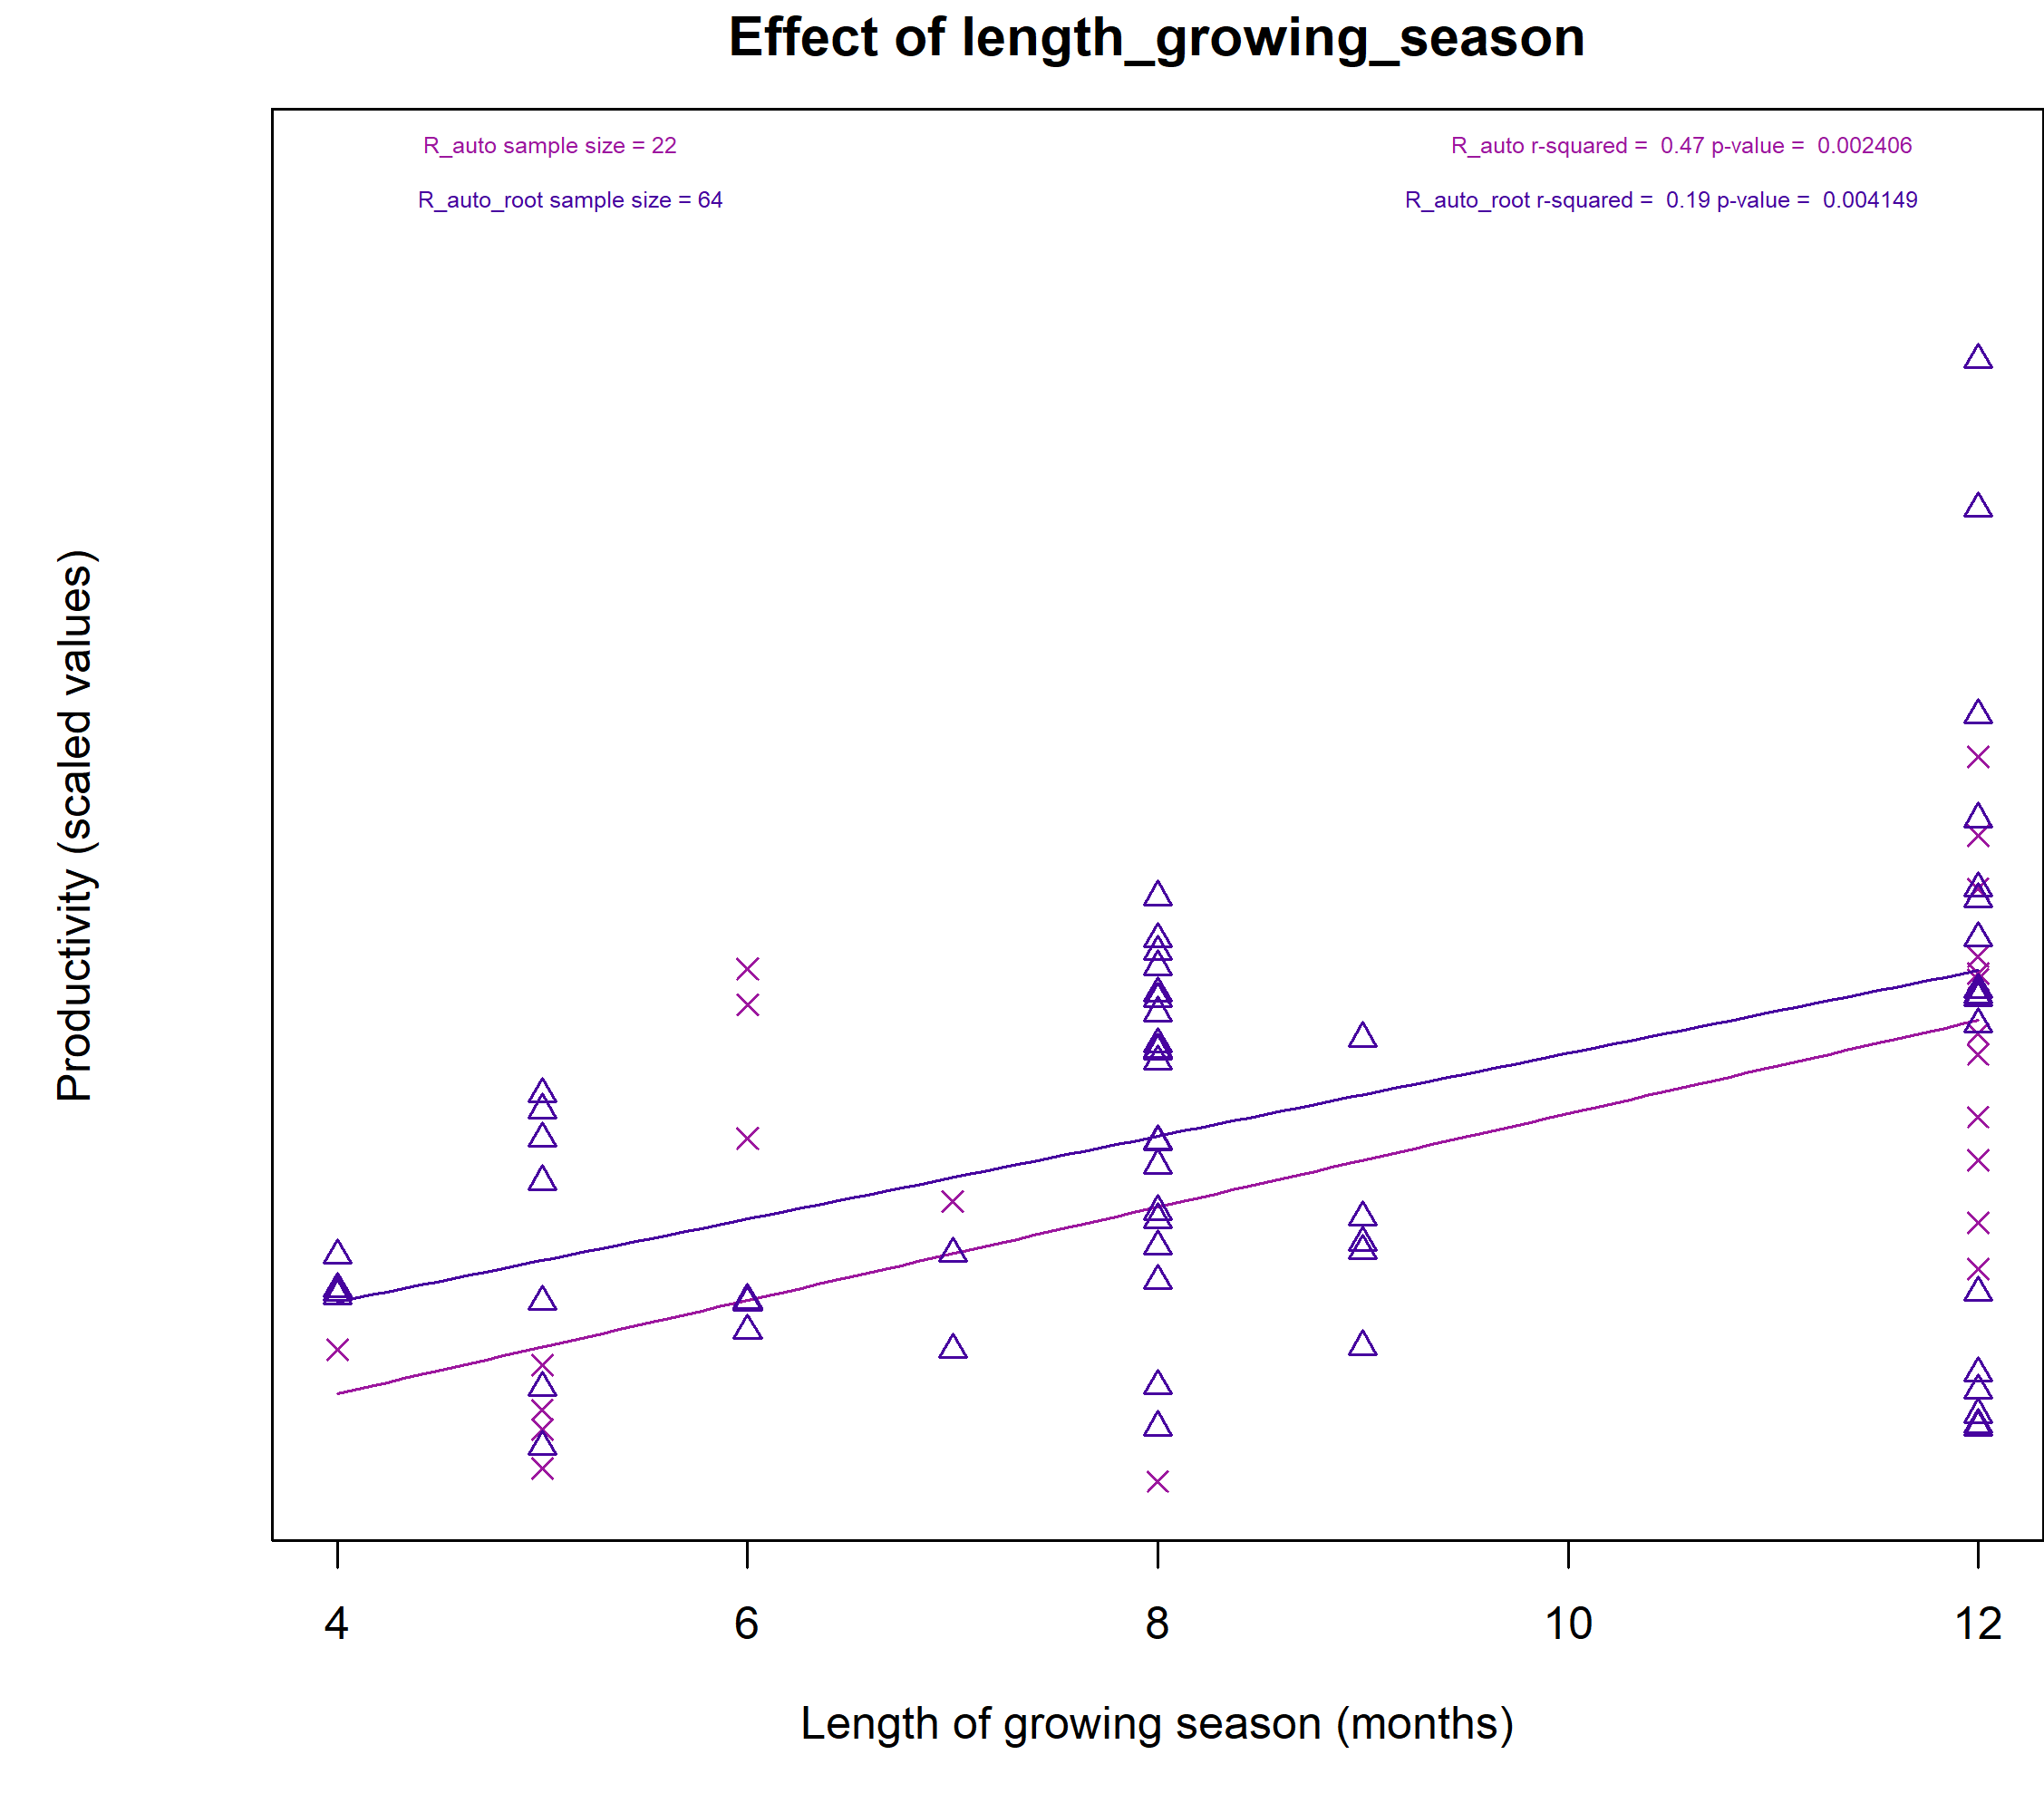 Effect of length_growing_season
R_auto sample size = 22
R_auto r-squared =  0.47 p-value =  0.002406
R_auto_root sample size = 64
R_auto_root r-squared =  0.19 p-value =  0.004149
Productivity (scaled values)
4
6
8
10
12
Length of growing season (months)